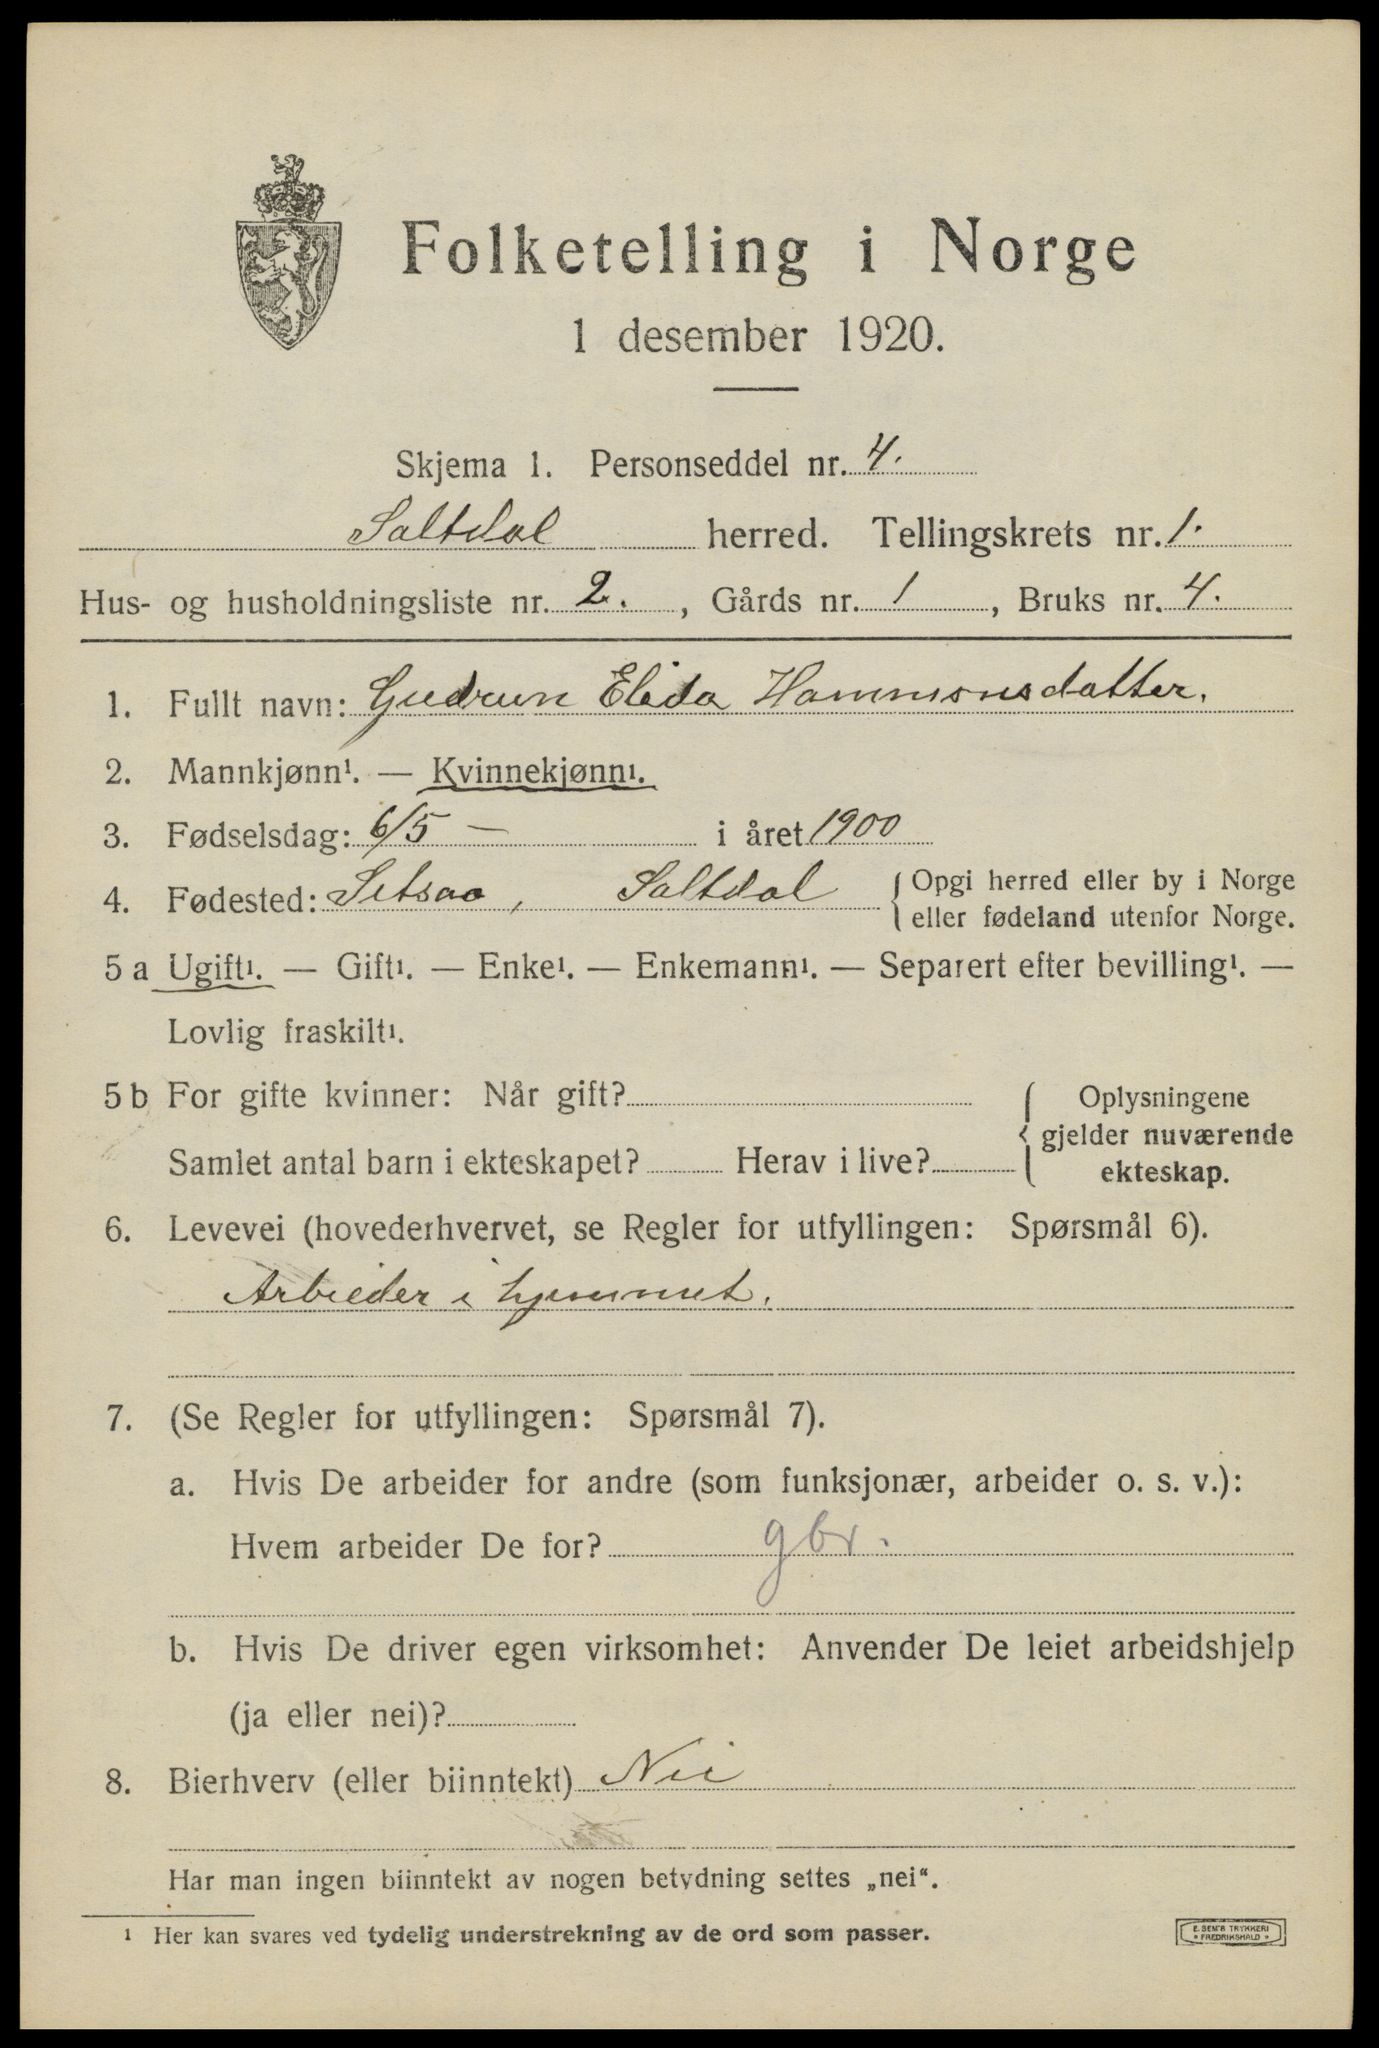 Folketelling i Norge
1 desember 1920.
Skjema 1. Personseddel nr. 4.
Saltdal herred. Tellingskrets nr. 1.
Hus- og husholdningsliste nr. 2., Gårds nr. 1, Bruks nr. 4.
1. Fullt navn: Gudrun Elida Hammonsdatter.
2. Mannkjønn¹. — Kvinnekjønn¹.
3. Fødselsdag: 6/5 — i året 1900
4. Fødested: Setsaa, Saltdal { Opgi herred eller by i Norge
eller fødeland utenfor Norge.
5 a Ugift¹. — Gift¹. — Enke¹. — Enkemann¹. — Separert efter bevilling¹. —
Lovlig fraskilt¹.
5 b For gifte kvinner: Når gift? { Oplysningene
gjelder nuværende
Samlet antal barn i ekteskapet? Herav i live? ekteskap.
6. Levevei (hovederhvervet, se Regler for utfyllingen: Spørsmål 6).
Arbieder i hjemmet.
7. (Se Regler for utfyllingen: Spørsmål 7).
a. Hvis De arbeider for andre (som funksjonær, arbeider o. s. v.):
Hvem arbeider De for? gbr.
b. Hvis De driver egen virksomhet: Anvender De leiet arbeidshjelp
(ja eller nei)?
8. Bierhverv (eller biinntekt) Nei
Har man ingen biinntekt av nogen betydning settes „nei“.
¹ Her kan svares ved tydelig understrekning av de ord som passer.
E. SEM'S TRYKKERI
» FREDRIKSHALD »